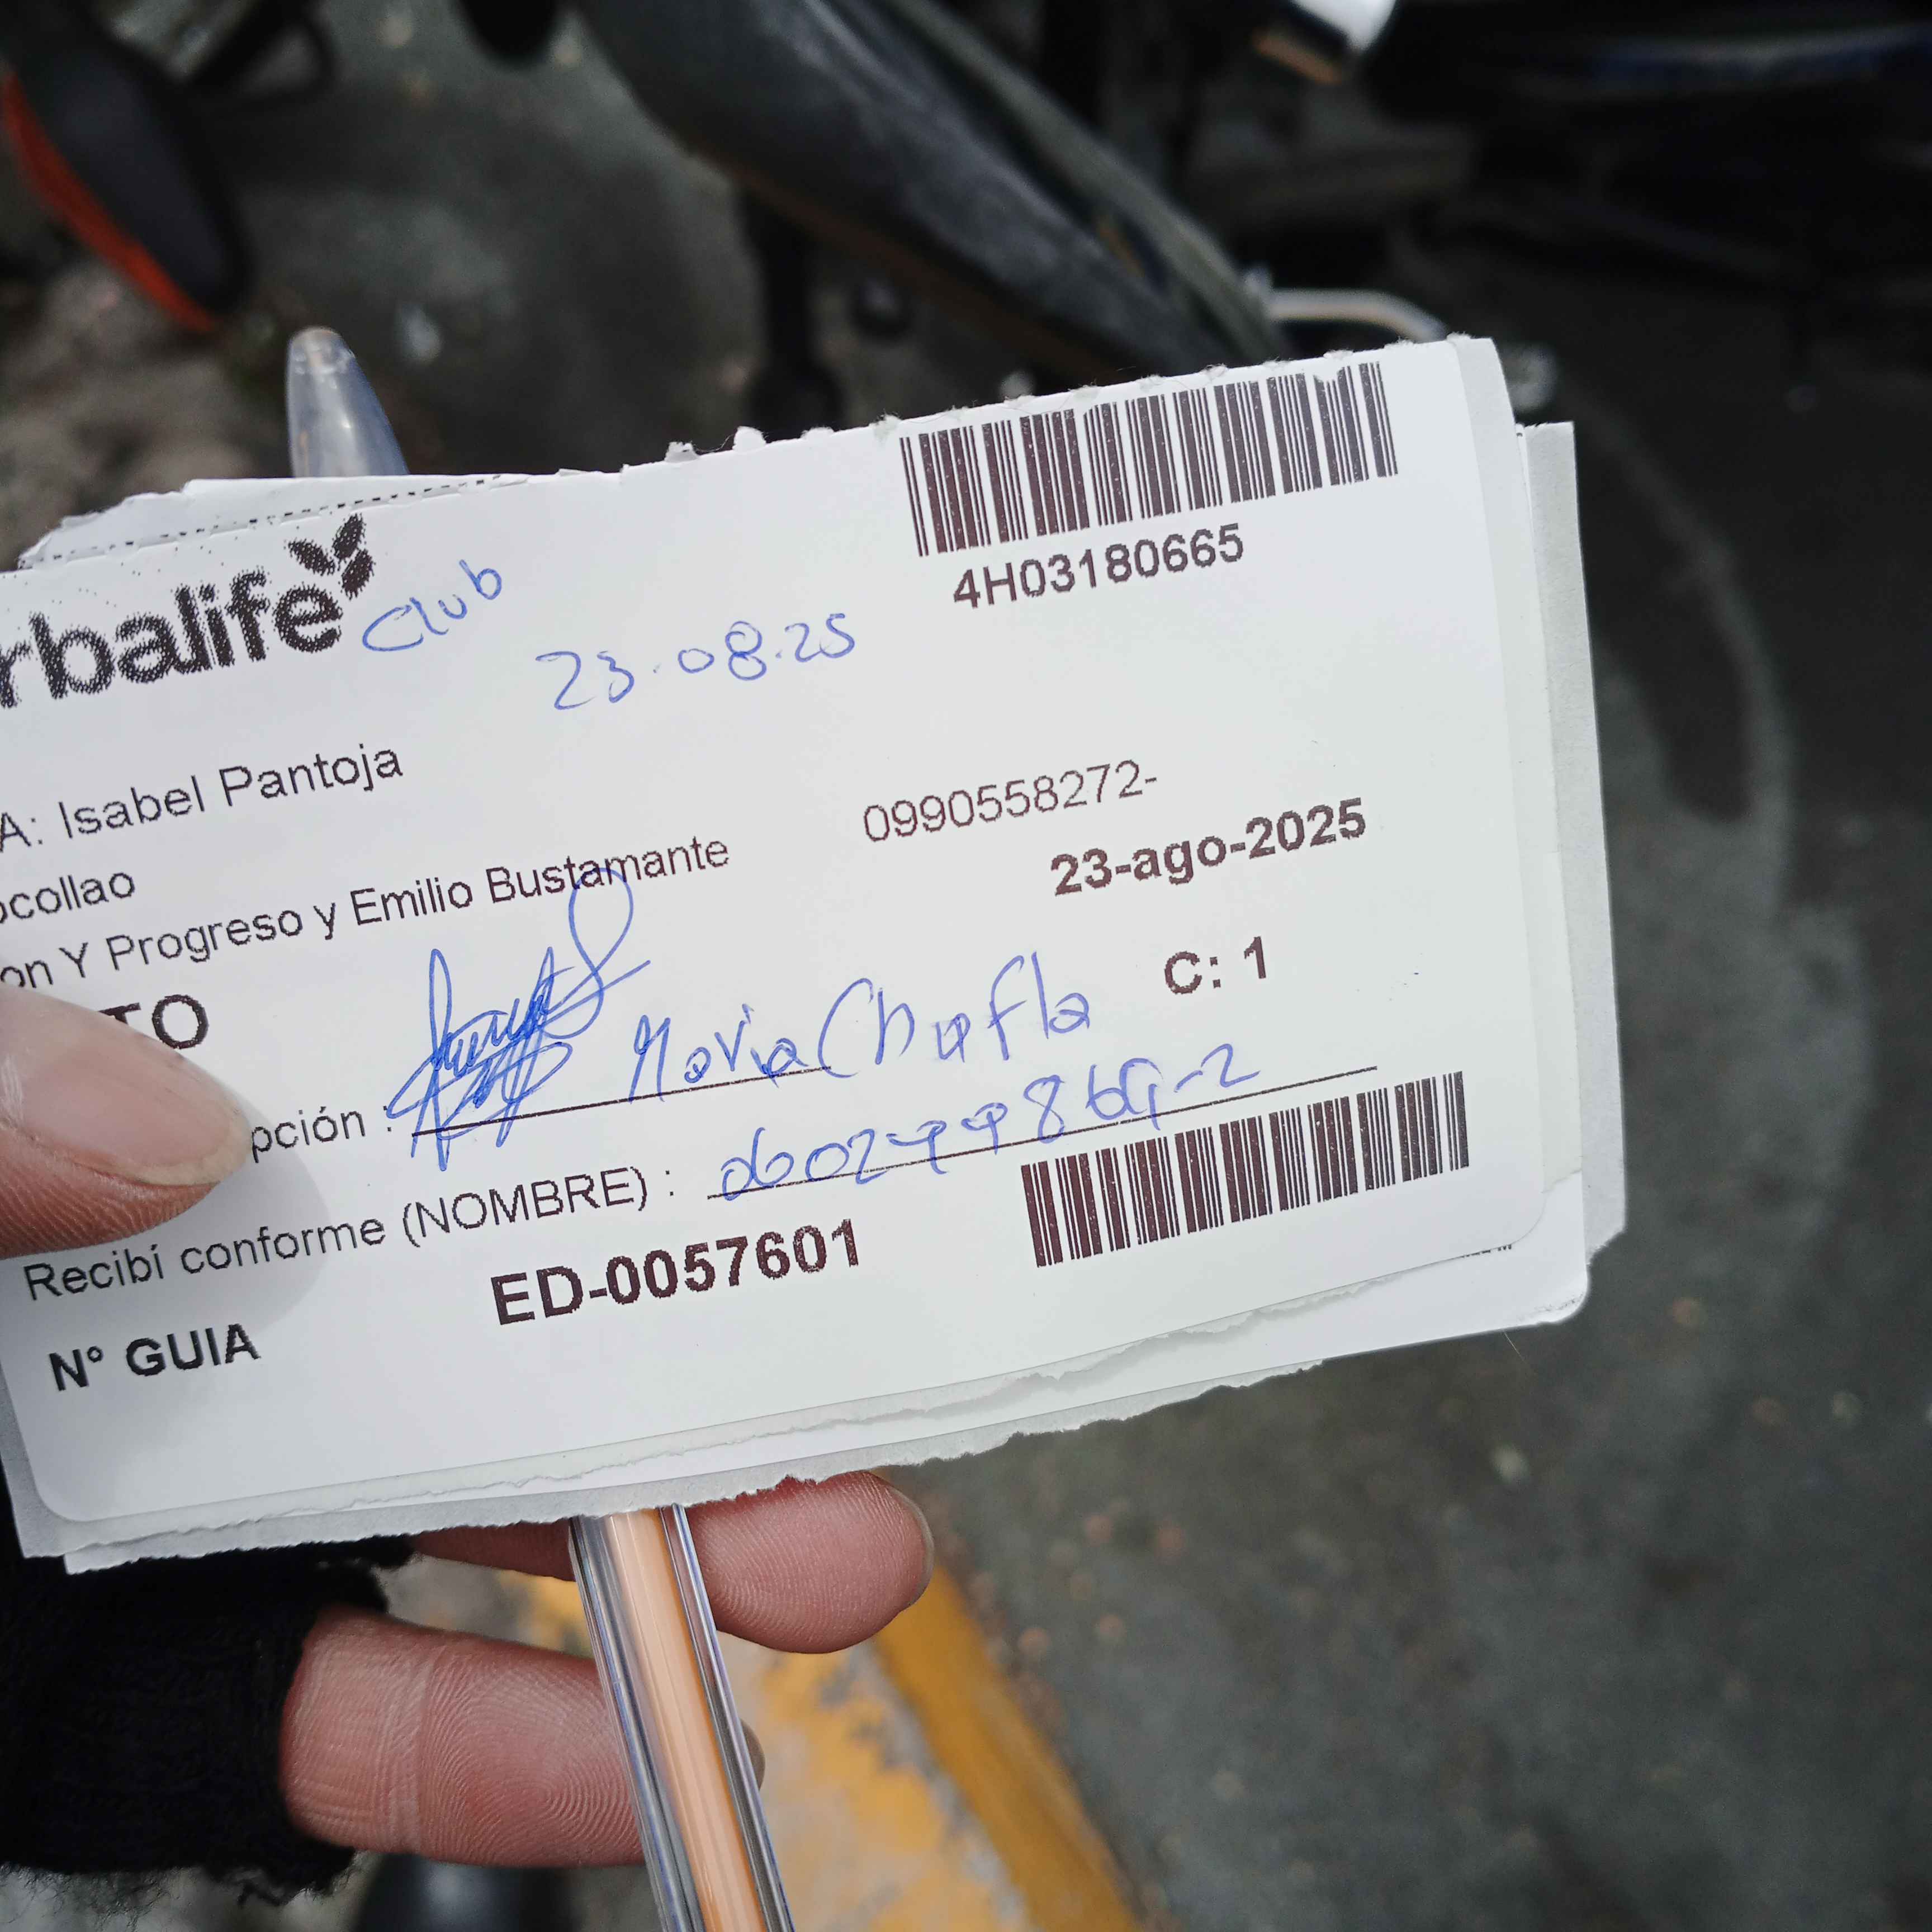 rbalife Club
4H03180665
23.08.25
A: Isabel Pantoja
0990558272-
ocollao
23-ago-2025
on Y Progreso y Emilio Bustamante
TO
C: 1
pción : Maria Chufla
Recibí conforme (NOMBRE) :
N° GUIA
ED-0057601